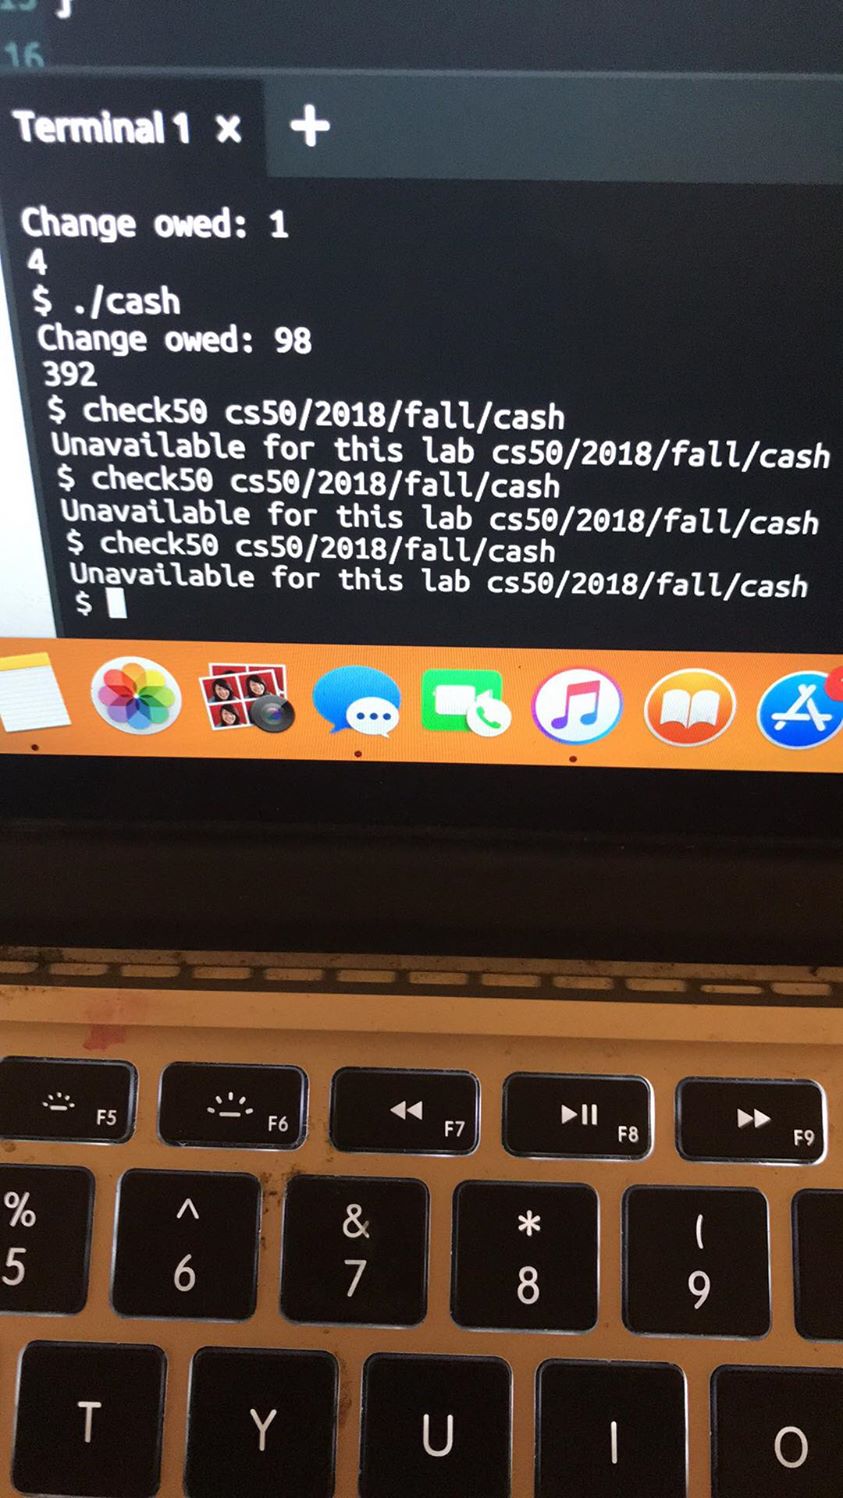 16
Terminal 1 x +
Change owed: 1
4
$ ./cash
Change owed: 98
392
$ check50 cs50/2018/fall/cash
Unavailable for this lab cs50/2018/fall/cash
$ check50 cs50/2018/fall/cash
Unavailable for this lab cs50/2018/fall/cash
$ check50 cs50/2018/fall/cash
Unavailable for this lab cs50/2018/fall/cash
$
F5 F6 F7 F8 F9
% ^ & * (
5 6 7 8 9
T Y U I O